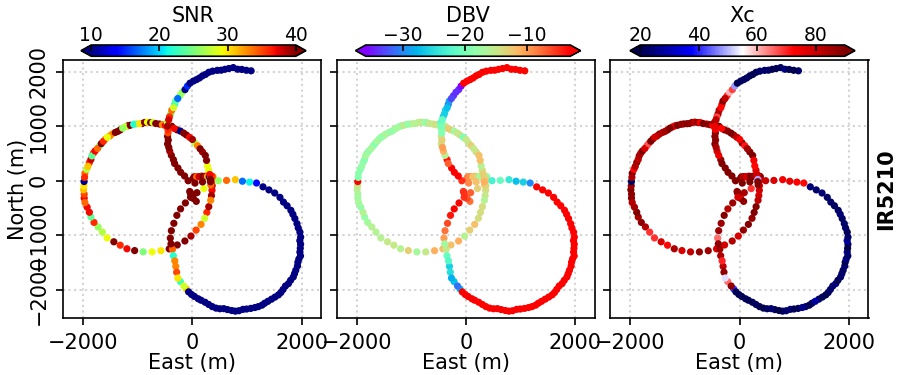 SNR DBV Xc
10 20 30 40 −30 −20 −10 20 40 60 80
North (m)
2000
1000
0
−1000
−2000
−2000 0 2000 −2000 0 2000 −2000 0 2000
East (m) East (m) East (m)
IR5210